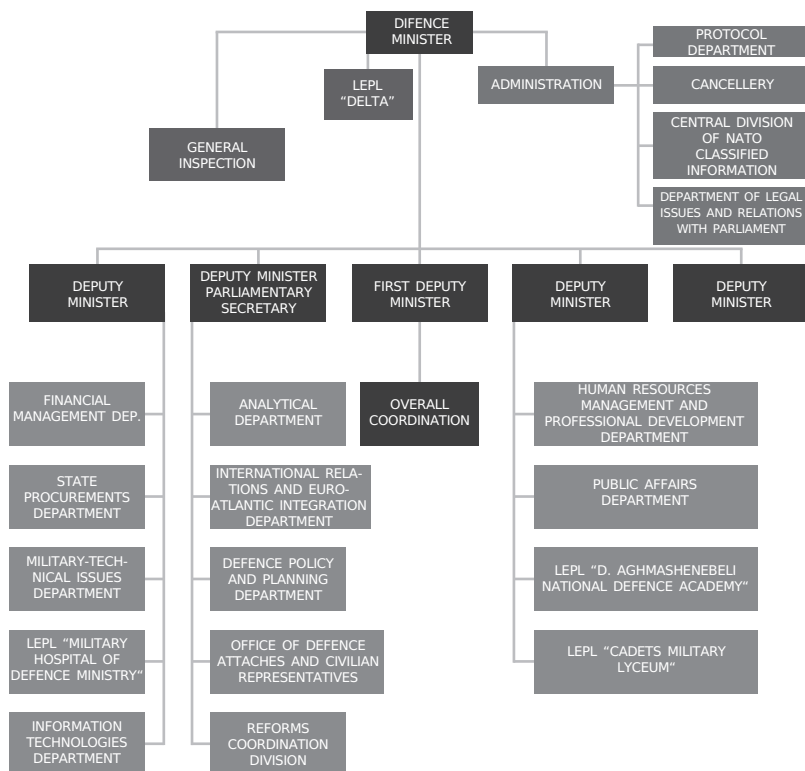 DIFENCE
MINISTER
PROTOCOL
DEPARTMENT
LEPL
“DELTA”
ADMINISTRATION
CANCELLERY
GENERAL
INSPECTION
CENTRAL DIVISION
OF NATO
CLASSIFIED
INFORMATION
DEPARTMENT OF LEGAL
ISSUES AND RELATIONS
WITH PARLIAMENT
DEPUTY
MINISTER
DEPUTY MINISTER
PARLIAMENTARY
SECRETARY
FIRST DEPUTY
MINISTER
DEPUTY
MINISTER
DEPUTY
MINISTER
FINANCIAL
MANAGEMENT DEP.
ANALYTICAL
DEPARTMENT
OVERALL
COORDINATION
HUMAN RESOURCES
MANAGEMENT AND
PROFESSIONAL DEVELOPMENT
DEPARTMENT
STATE
PROCUREMENTS
DEPARTMENT
INTERNATIONAL RELA-
TIONS AND EURO-
ATLANTIC INTEGRATION
DEPARTMENT
PUBLIC AFFAIRS
DEPARTMENT
MILITARY-TECH-
NICAL ISSUES
DEPARTMENT
DEFENCE POLICY
AND PLANNING
DEPARTMENT
LEPL “D. AGHMASHENEBELI
NATIONAL DEFENCE ACADEMY“
LEPL “MILITARY
HOSPITAL OF
DEFENCE MINISTRY“
OFFICE OF DEFENCE
ATTACHES AND CIVILIAN
REPRESENTATIVES
LEPL “CADETS MILITARY
LYCEUM“
INFORMATION
TECHNOLOGIES
DEPARTMENT
REFORMS
COORDINATION
DIVISION